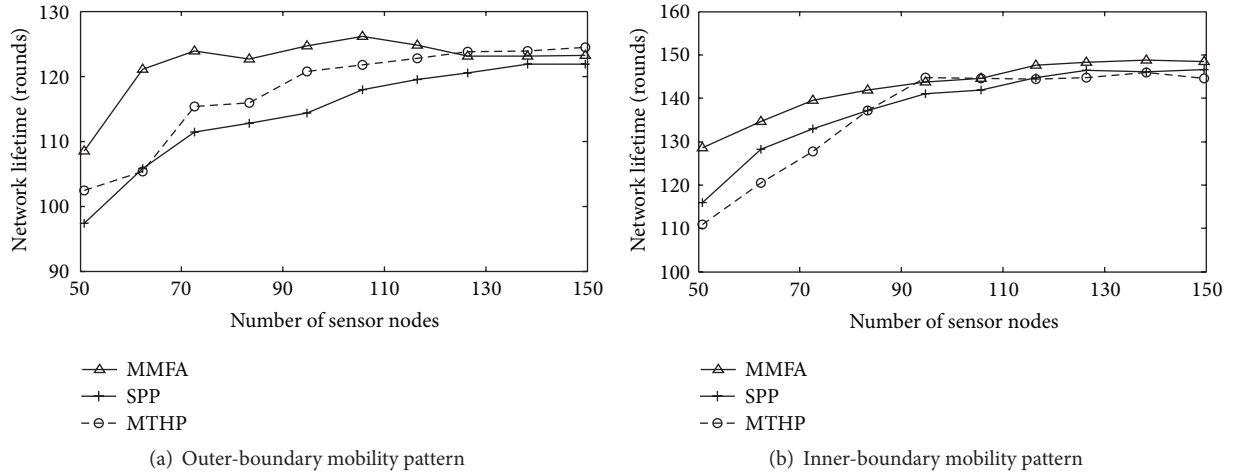 130
120
110
100
90
Network lifetime (rounds)
50 70 90 110 130 150
Number of sensor nodes
MMFA
SPP
MTHP
(a) Outer-boundary mobility pattern
160
150
140
130
120
110
100
Network lifetime (rounds)
50 70 90 110 130 150
Number of sensor nodes
MMFA
SPP
MTHP
(b) Inner-boundary mobility pattern